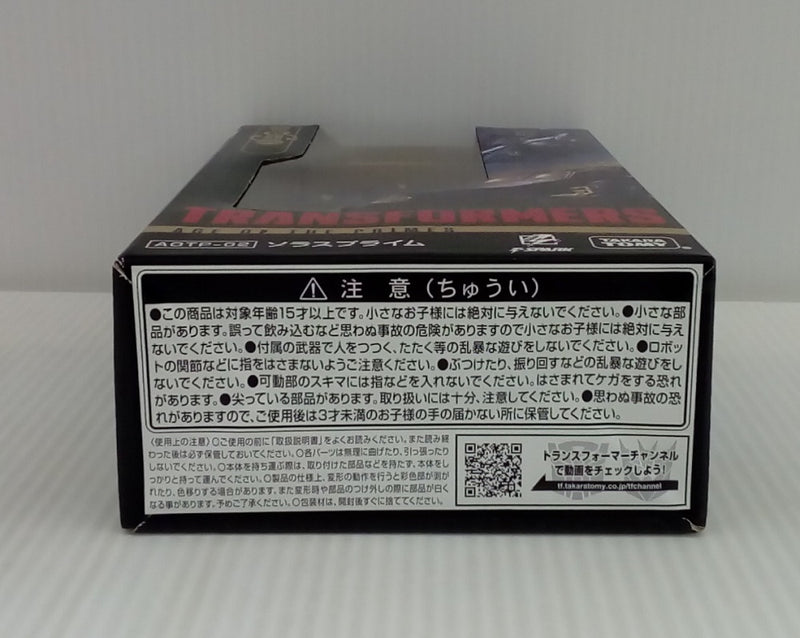 TRANSFORMERS
AGE OF THE PRIMES
AOTP-02 ソラスプライム T-SPARK TAKARA TOMY
注 意（ちゅうい）
●この商品は対象年齢15才以上です。小さなお子様には絶対に与えないでください。●小さな部
品があります。誤って飲み込むなど思わぬ事故の危険がありますので小さなお子様には絶対に与え
ないでください。●付属の武器で人をつつく、たたく等の乱暴な遊びをしないでください。●ロボッ
トの関節などに指をはさまないようご注意ください。●ぶつけたり、振り回すなどの乱暴な遊びをし
ないでください。●可動部のスキマには指などを入れないでください。はさまれてケガをする恐れ
があります。●尖っている部品があります。取り扱いには十分、注意してください。●思わぬ事故の恐
れがありますので、ご使用後は3才未満のお子様の手の届かない所に保管してください。
〈使用上の注意〉○ご使用の前に「取扱説明書」をよくお読みください。また読み終
わった後は必ず保管しておいてください。○各パーツは無理に曲げたり、引っ張ったり
しないでください。○本体を持ち運ぶ際は、取り付けた部品などを持たず、本体をし
っかりと持って運んでください。○製品の仕様上、変形の動作を行うと彩色部が剥が
れたり、色移りする場合があります。また変形時や部品のつけ外しの際に部品が白く
なる事があります。予めご了承ください。○包装材は、開封後すぐに捨ててください。
トランスフォーマーチャンネル
で動画をチェックしよう!
tf.takaratomy.co.jp/tfchannel